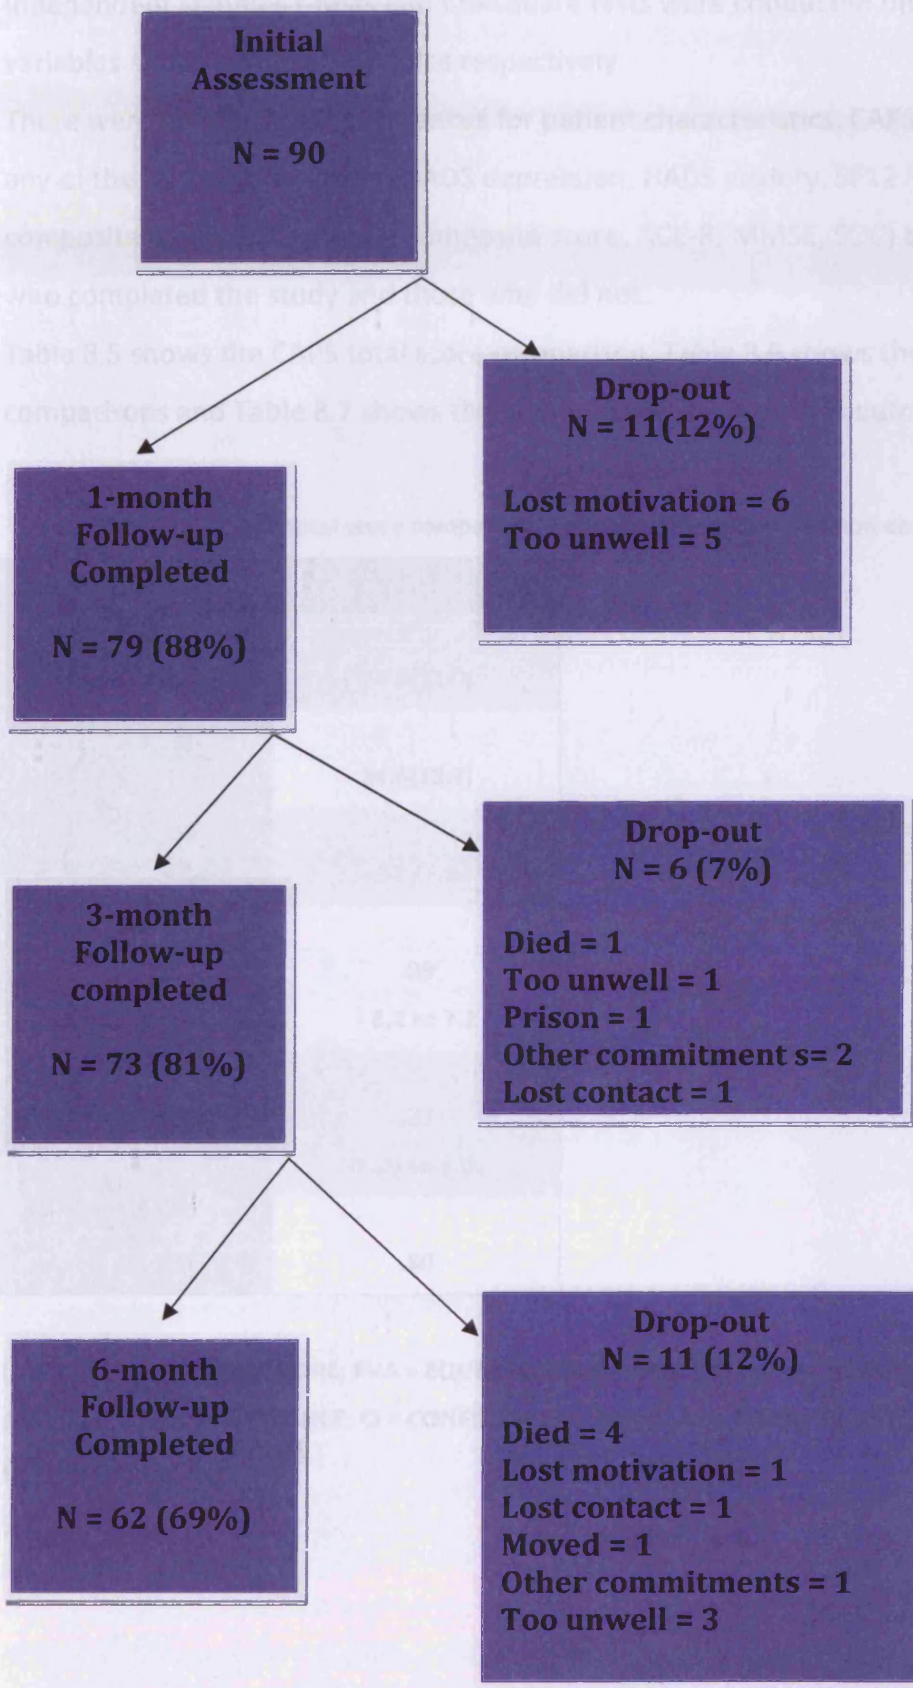 Initial
Assessment
N = 90
Drop-out
N = 11(12%)
Lost motivation = 6
Too unwell = 5
1-month
Follow-up
Completed
N = 79 (88%)
Drop-out
N = 6 (7%)
Died = 1
Too unwell = 1
Prison = 1
Other commitment s= 2
Lost contact = 1
3-month
Follow-up
completed
N = 73 (81%)
Drop-out
N = 11 (12%)
Died = 4
Lost motivation = 1
Lost contact = 1
Moved = 1
Other commitments = 1
Too unwell = 3
6-month
Follow-up
Completed
N = 62 (69%)